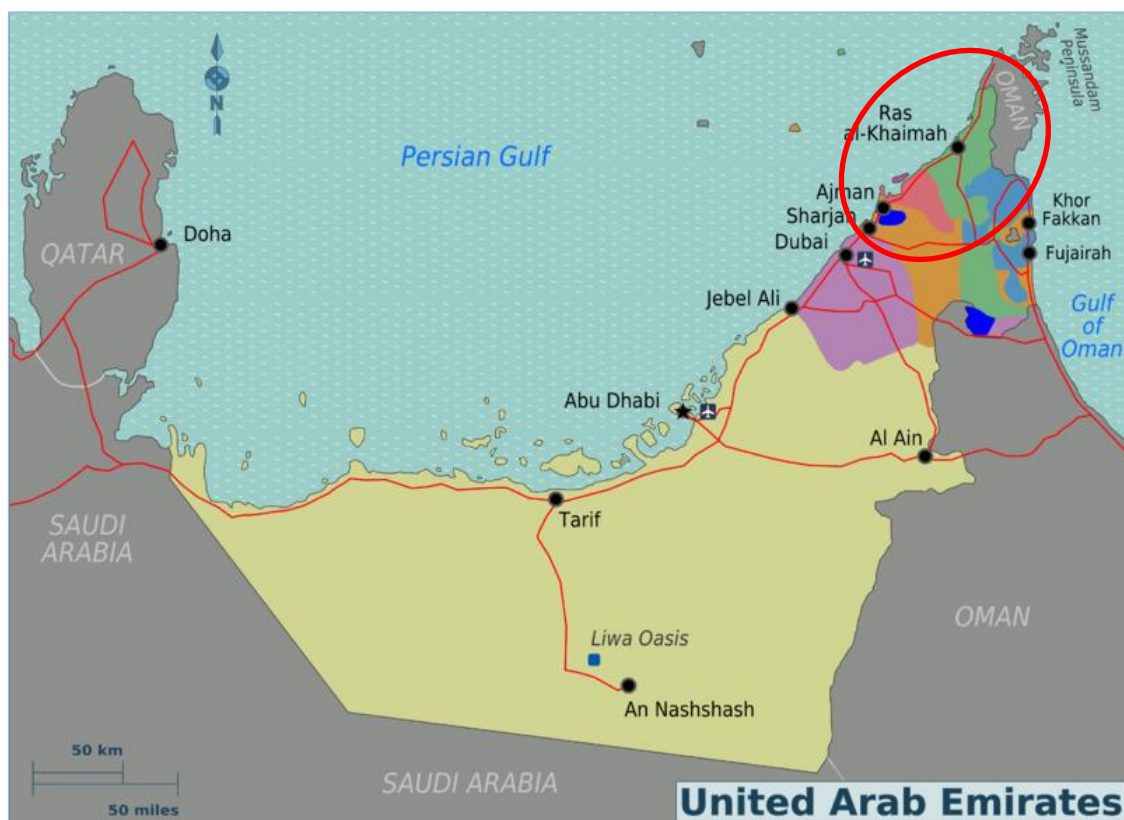 N
Persian Gulf
QATAR
Doha
Ras
al-Khaimah
OMAN
Mussandam
Peninsula
Ajman
Sharjah
Dubai
Khor
Fakkan
Fujairah
Jebel Ali
Gulf
of
Oman
Abu Dhabi
Al Ain
SAUDI
ARABIA
Tarif
OMAN
Liwa Oasis
An Nashshash
50 km
50 miles
SAUDI ARABIA
United Arab Emirates